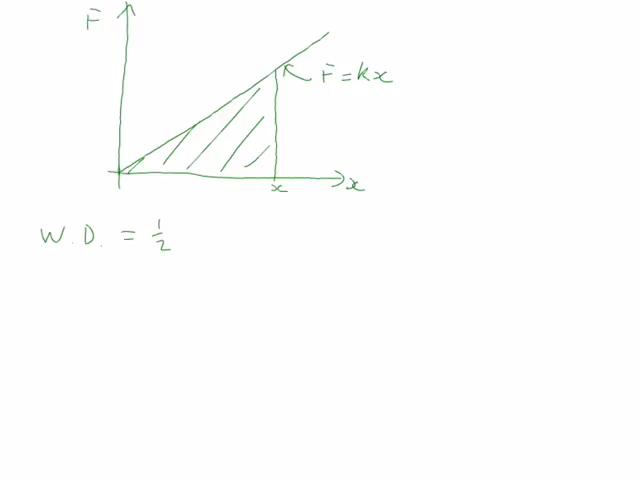 F
F = kx
x
x
W.D. = 1/2